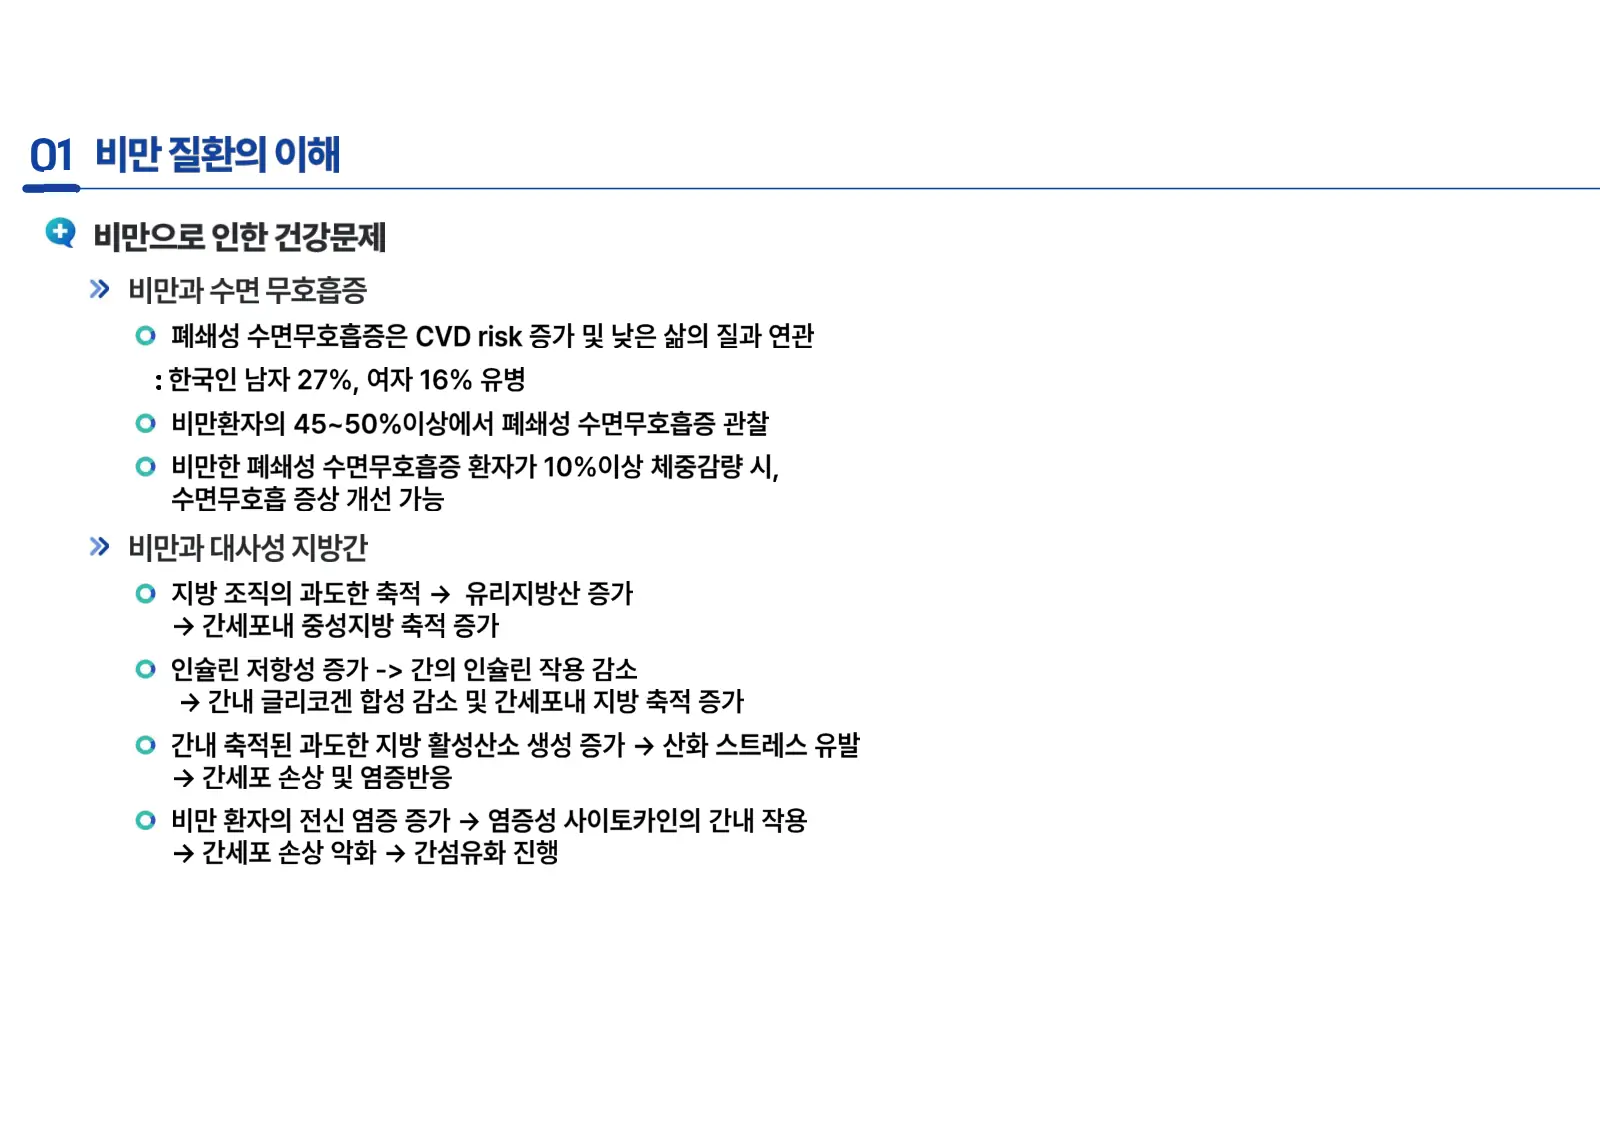 01 비만 질환의 이해
비만으로 인한 건강문제
비만과 수면 무호흡증
폐쇄성 수면무호흡증은 CVD risk 증가 및 낮은 삶의 질과 연관
: 한국인 남자 27%, 여자 16% 유병
비만환자의 45~50%이상에서 폐쇄성 수면무호흡증 관찰
비만한 폐쇄성 수면무호흡증 환자가 10%이상 체중감량 시,
수면무호흡 증상 개선 가능
비만과 대사성 지방간
지방 조직의 과도한 축적 → 유리지방산 증가
→ 간세포내 중성지방 축적 증가
인슐린 저항성 증가 -> 간의 인슐린 작용 감소
→ 간내 글리코겐 합성 감소 및 간세포내 지방 축적 증가
간내 축적된 과도한 지방 활성산소 생성 증가 → 산화 스트레스 유발
→ 간세포 손상 및 염증반응
비만 환자의 전신 염증 증가 → 염증성 사이토카인의 간내 작용
→ 간세포 손상 악화 → 간섬유화 진행